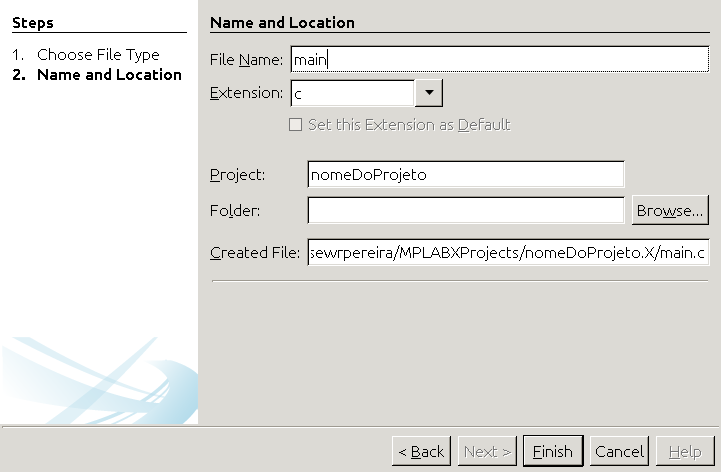 Steps
1. Choose File Type
2. Name and Location
Name and Location
File Name: main
Extension: c
Set this Extension as Default
Project: nomeDoProjeto
Folder: Browse...
Created File: sewrpereira/MPLABXProjects/nomeDoProjeto.X/main.c
< Back Next > Finish Cancel Help